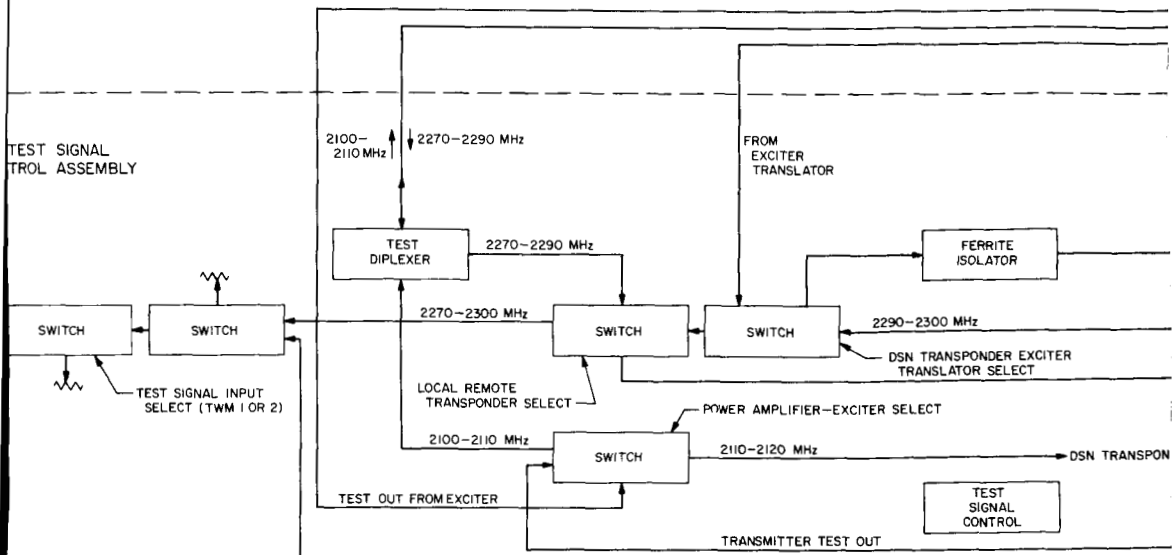 2100–
2110 MHz
2270–2290 MHz
FROM
EXCITER
TRANSLATOR
TEST SIGNAL
TROL ASSEMBLY
TEST
DIPLEXER
2270–2290 MHz
FERRITE
ISOLATOR
SWITCH
SWITCH
2270–2300 MHz
SWITCH
SWITCH
2290–2300 MHz
DSN TRANSPONDER EXCITER
TRANSLATOR SELECT
TEST SIGNAL INPUT
SELECT (TWM 1 OR 2)
LOCAL REMOTE
TRANSPONDER SELECT
POWER AMPLIFIER–EXCITER SELECT
2100–2110 MHz
SWITCH
2110–2120 MHz
DSN TRANSPON
TEST OUT FROM EXCITER
TEST
SIGNAL
CONTROL
TRANSMITTER TEST OUT